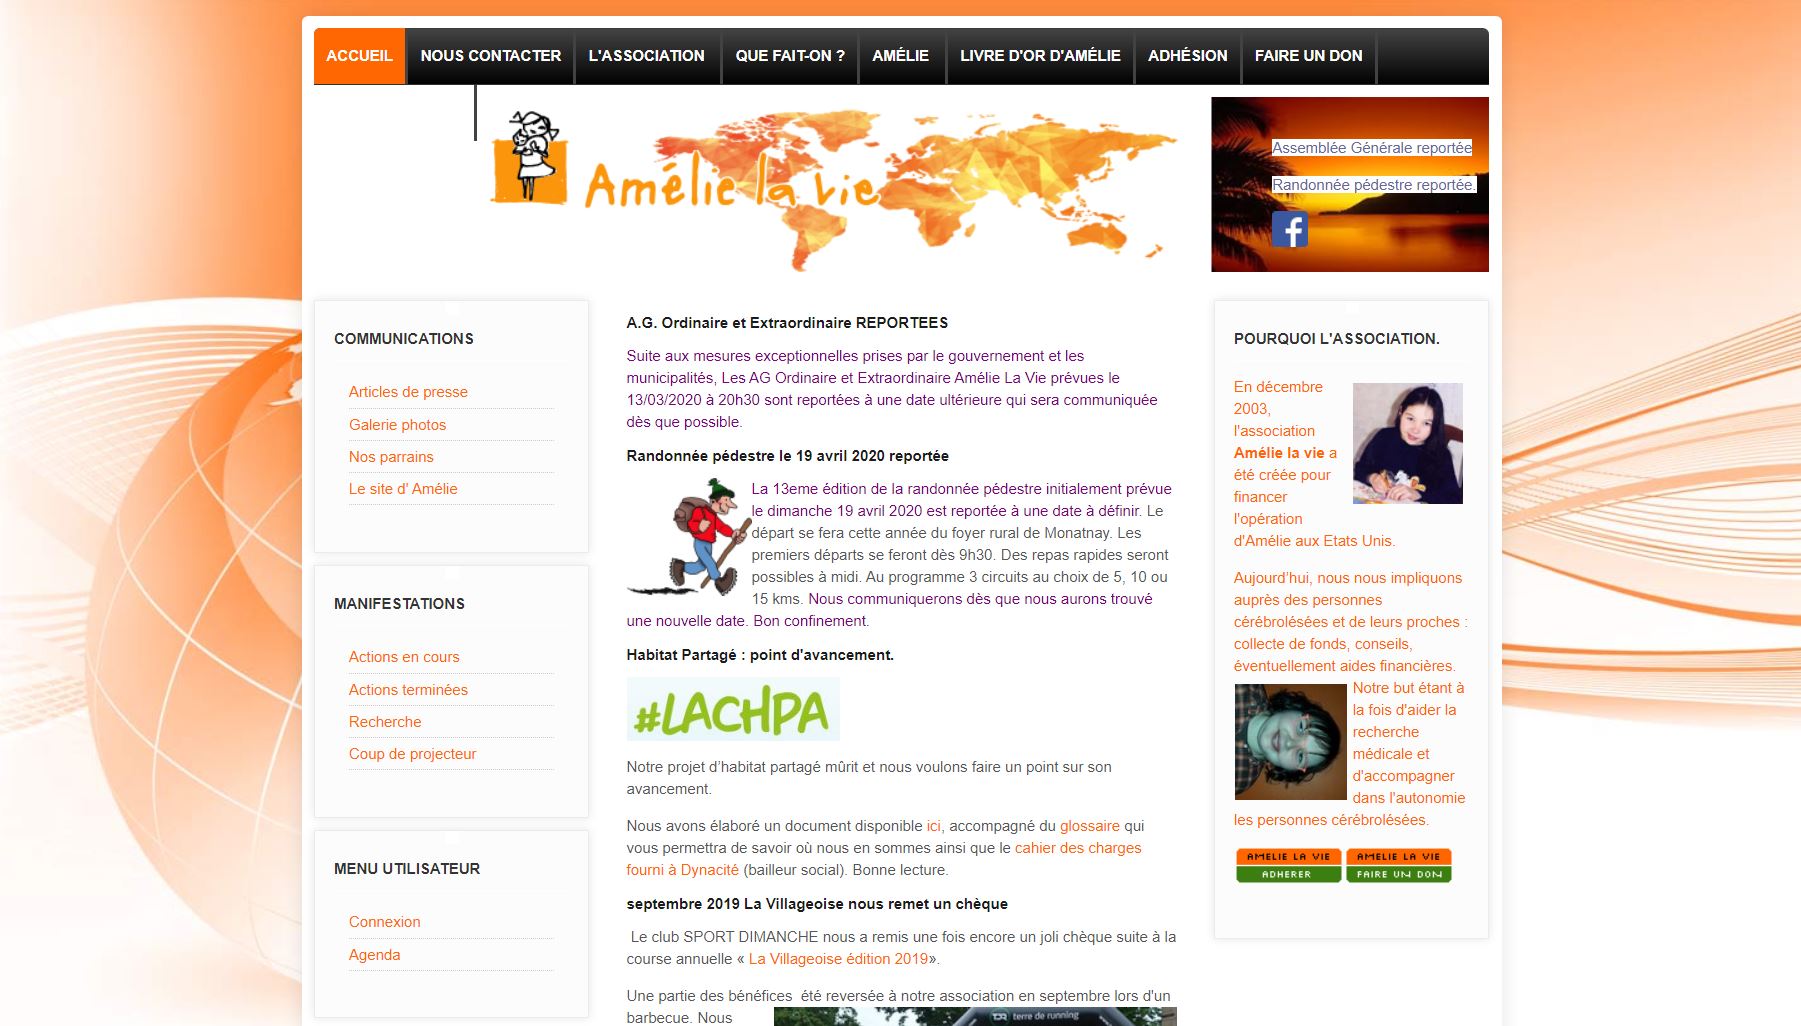 ACCUEIL NOUS CONTACTER L'ASSOCIATION QUE FAIT-ON ? AMÉLIE LIVRE D'OR D'AMÉLIE ADHÉSION FAIRE UN DON
Amélie la vie
Assemblée Générale reportée
Randonnée pédestre reportée.
COMMUNICATIONS
Articles de presse
Galerie photos
Nos parrains
Le site d' Amélie
MANIFESTATIONS
Actions en cours
Actions terminées
Recherche
Coup de projecteur
MENU UTILISATEUR
Connexion
Agenda
A.G. Ordinaire et Extraordinaire REPORTEES
Suite aux mesures exceptionnelles prises par le gouvernement et les
municipalités, Les AG Ordinaire et Extraordinaire Amélie La Vie prévues le
13/03/2020 à 20h30 sont reportées à une date ultérieure qui sera communiquée
dès que possible.
Randonnée pédestre le 19 avril 2020 reportée
La 13eme édition de la randonnée pédestre initialement prévue
le dimanche 19 avril 2020 est reportée à une date à définir. Le
départ se fera cette année du foyer rural de Monatnay. Les
premiers départs se feront dès 9h30. Des repas rapides seront
possibles à midi. Au programme 3 circuits au choix de 5, 10 ou
15 kms. Nous communiquerons dès que nous aurons trouvé
une nouvelle date. Bon confinement.
Habitat Partagé : point d'avancement.
#LACHPA
Notre projet d’habitat partagé mûrit et nous voulons faire un point sur son
avancement.
Nous avons élaboré un document disponible ici, accompagné du glossaire qui
vous permettra de savoir où nous en sommes ainsi que le cahier des charges
fourni à Dynacité (bailleur social). Bonne lecture.
septembre 2019 La Villageoise nous remet un chèque
Le club SPORT DIMANCHE nous a remis une fois encore un joli chèque suite à la
course annuelle « La Villageoise édition 2019».
Une partie des bénéfices été reversée à notre association en septembre lors d'un
barbecue. Nous
terre de running
POURQUOI L'ASSOCIATION.
En décembre
2003,
l'association
Amélie la vie a
été créée pour
financer
l'opération
d'Amélie aux Etats Unis.
Aujourd’hui, nous nous impliquons
auprès des personnes
cérébrolésées et de leurs proches :
collecte de fonds, conseils,
éventuellement aides financières.
Notre but étant à
la fois d'aider la
recherche
médicale et
d'accompagner
dans l'autonomie
les personnes cérébrolésées.
AMELIE LA VIE AMELIE LA VIE
ADHERER FAIRE UN DON